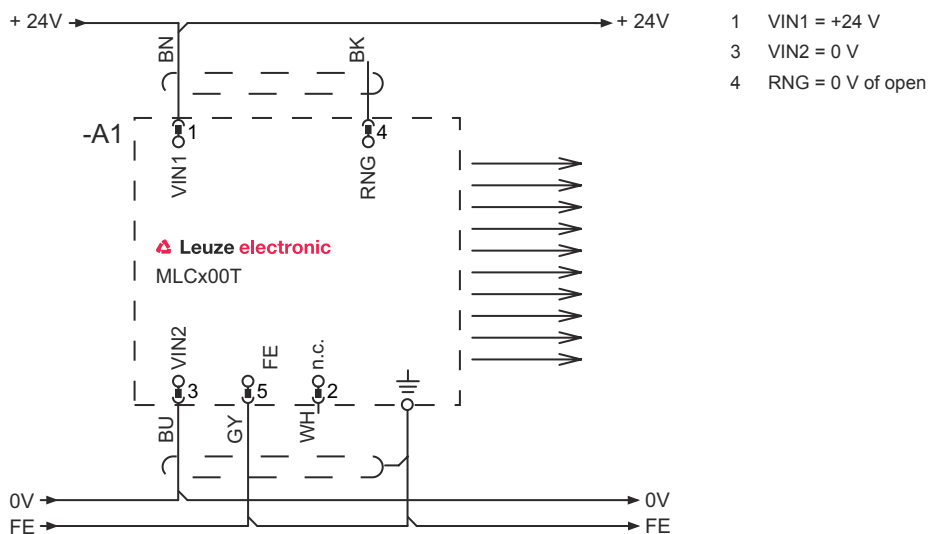 + 24V
+ 24V
1 VIN1 = +24 V
3 VIN2 = 0 V
4 RNG = 0 V of open
BN
BK
-A1
1
4
VIN1
RNG
Leuze electronic
MLCx00T
VIN2
FE
n.c.
3
5
2
BU
GY
WH
0V
0V
FE
FE